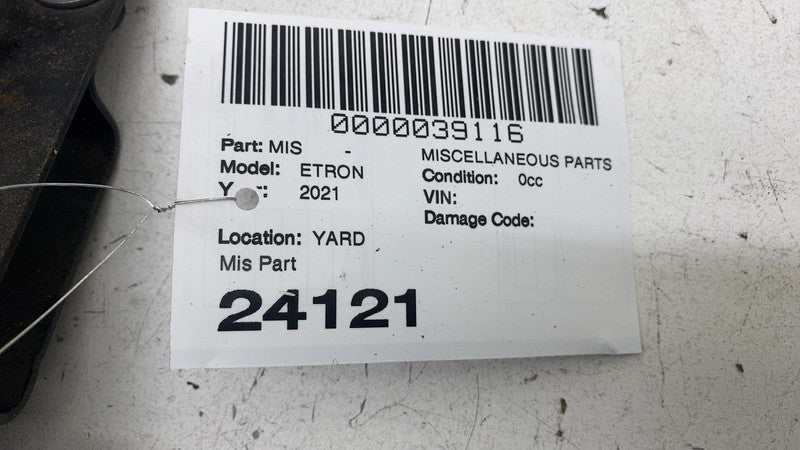 0000039116
Part: MIS - MISCELLANEOUS PARTS
Model: ETRON Condition: 0cc
2021 VIN:
Damage Code:
Location: YARD
Mis Part
24121